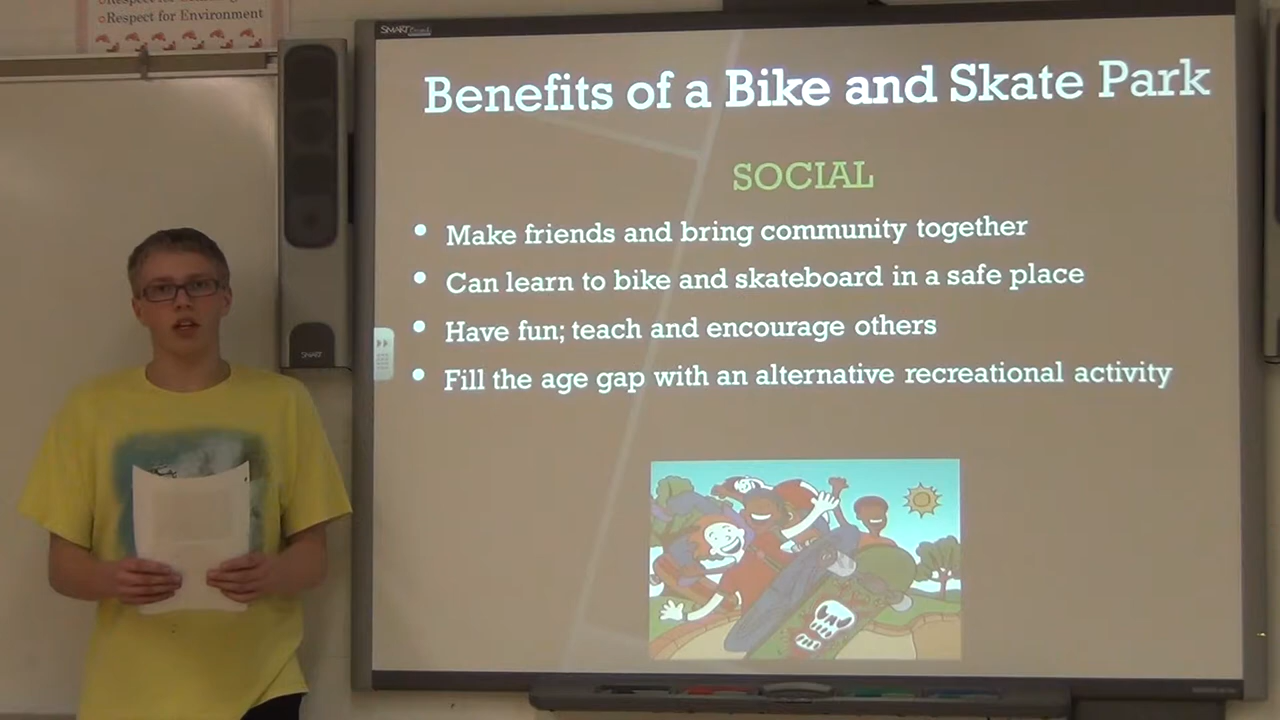 Respect for Environment
SMART
Benefits of a Bike and Skate Park
SOCIAL
• Make friends and bring community together
• Can learn to bike and skateboard in a safe place
• Have fun; teach and encourage others
• Fill the age gap with an alternative recreational activity
SMART